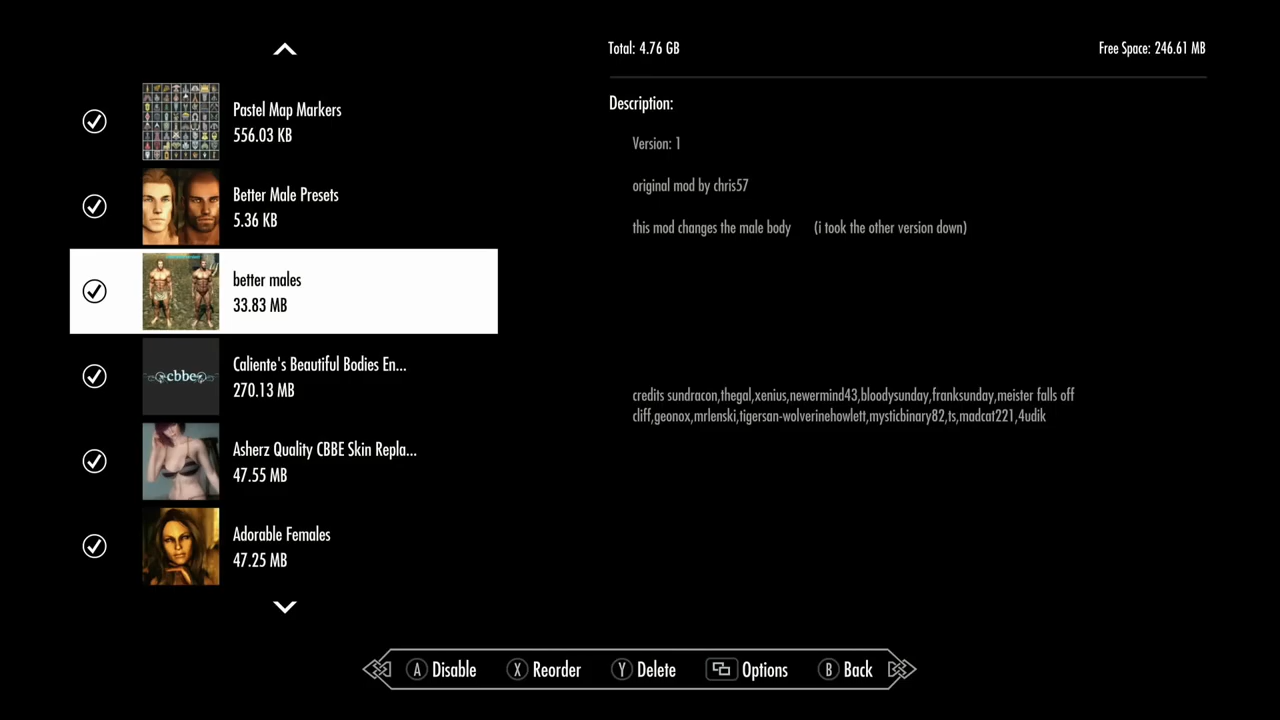 Total: 4.76 GB
Free Space: 246.61 MB
Pastel Map Markers
556.03 KB
Better Male Presets
5.36 KB
better males
33.83 MB
cbbe
Caliente's Beautiful Bodies En...
270.13 MB
Asherz Quality CBBE Skin Repla...
47.55 MB
Adorable Females
47.25 MB
Description:
Version: 1
original mod by chris57
this mod changes the male body (i took the other version down)
credits sundracon,thegal,xenius,newermind43,bloodysunday,franksunday,meister falls off
cliff,geonox,mrlenski,tigersan-wolverinehowlett,mysticbinary82,ts,madcat221,4udik
A Disable X Reorder Y Delete Options B Back